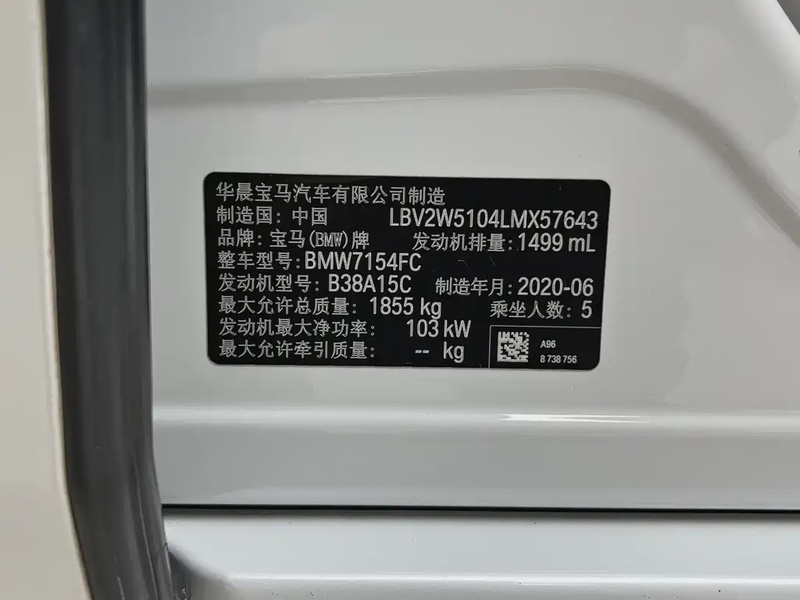 华晨宝马汽车有限公司制造
制造国: 中国 LBV2W5104LMX57643
品牌: 宝马(BMW)牌 发动机排量: 1499 mL
整车型号: BMW7154FC
发动机型号: B38A15C 制造年月: 2020-06
最大允许总质量: 1855 kg 乘坐人数: 5
发动机最大净功率: 103 kW
最大允许牵引质量: -- kg
A96
8 738 756